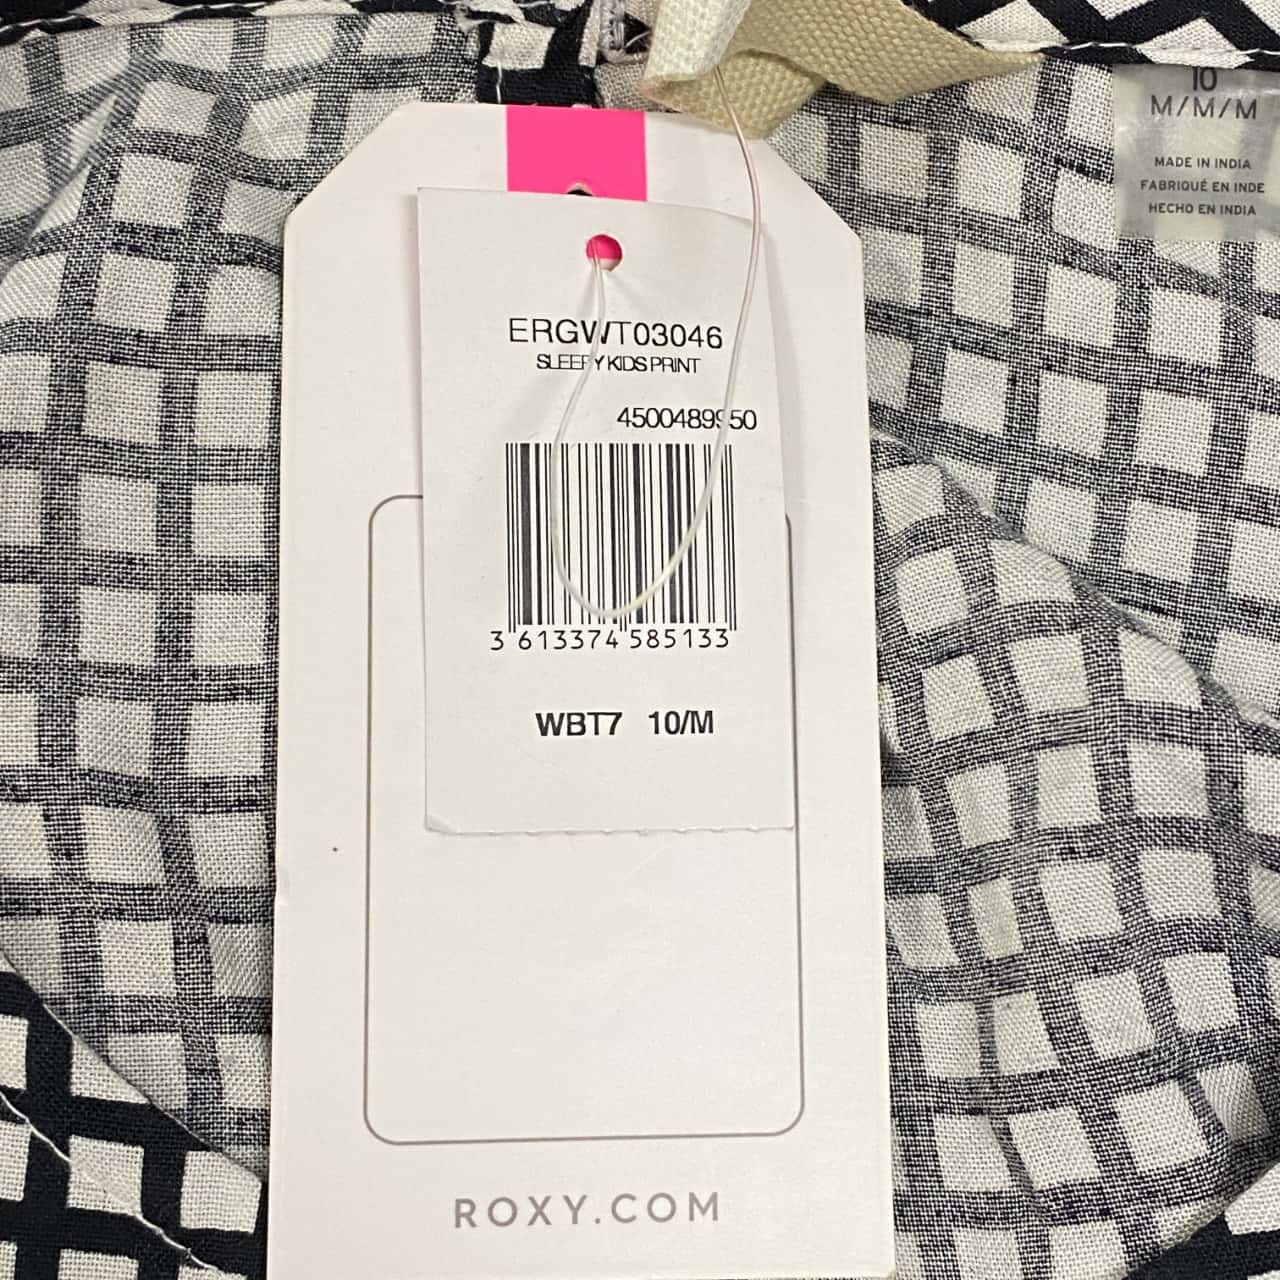 10
M/M/M
MADE IN INDIA
FABRIQUÉ EN INDE
HECHO EN INDIA
ERGWT03046
SLEEPY KIDS PRINT
4500489950
3 613374 585133
WBT7 10/M
ROXY.COM